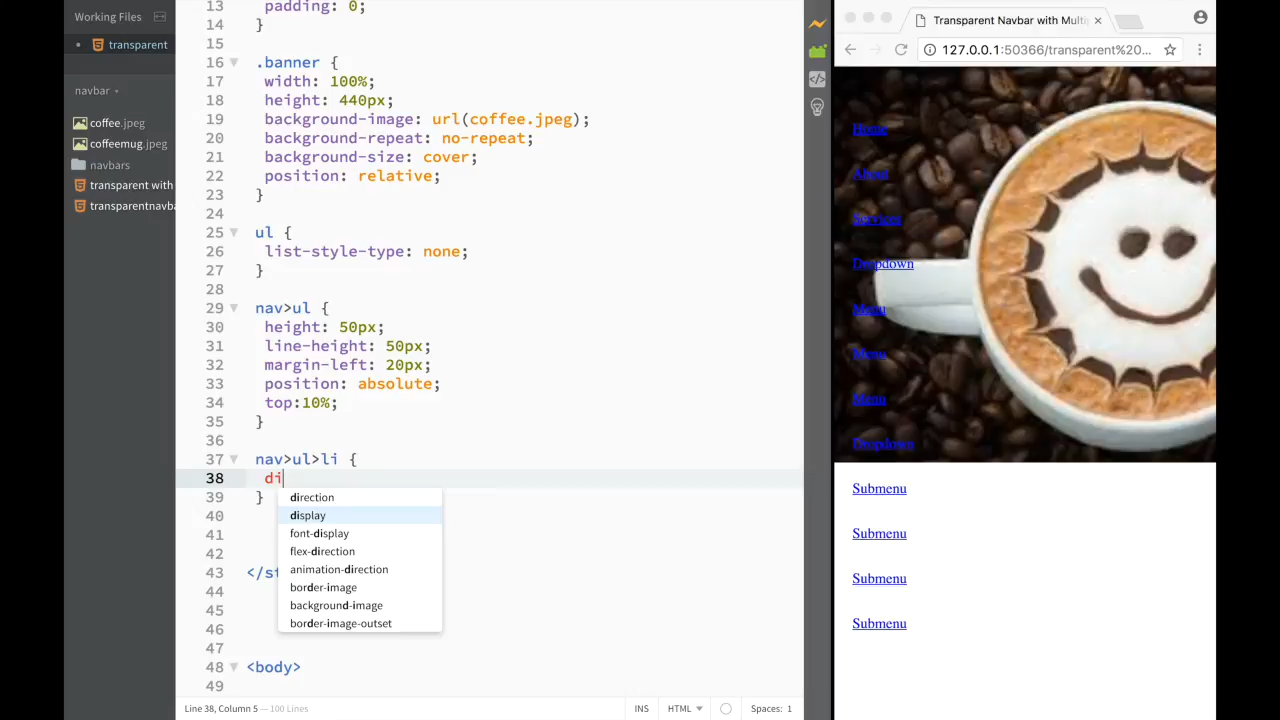 Working Files
transparent
navbar
coffee.jpeg
coffeemug.jpeg
navbars
transparent with
transparentnavba
13 padding: 0;
14 }
15
16 .banner {
17 width: 100%;
18 height: 440px;
19 background-image: url(coffee.jpeg);
20 background-repeat: no-repeat;
21 background-size: cover;
22 position: relative;
23 }
24
25 ul {
26 list-style-type: none;
27 }
28
29 nav>ul {
30 height: 50px;
31 line-height: 50px;
32 margin-left: 20px;
33 position: absolute;
34 top:10%;
35 }
36
37 nav>ul>li {
38 di
39 }
40
41
42
43 </st
44
45
46
47
48 <body>
49
direction
display
font-display
flex-direction
animation-direction
border-image
background-image
border-image-outset
Line 38, Column 5 — 100 Lines
INS
HTML
Spaces: 1
Transparent Navbar with Multip
127.0.0.1:50366/transparent%20...
Home
About
Services
Dropdown
Menu
Menu
Menu
Dropdown
Submenu
Submenu
Submenu
Submenu